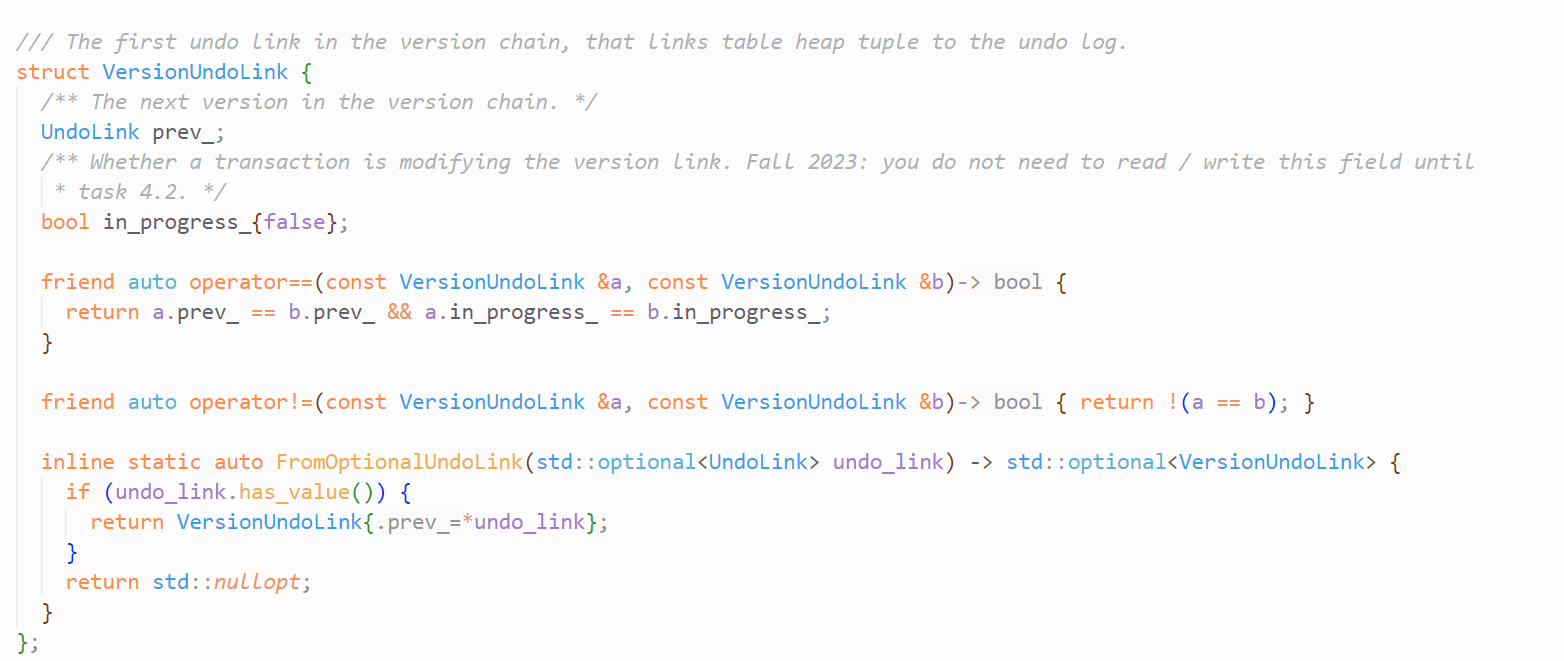 /// The first undo link in the version chain, that links table heap tuple to the undo log.
struct VersionUndoLink {
  /** The next version in the version chain. */
  UndoLink prev_;
  /** Whether a transaction is modifying the version link. Fall 2023: you do not need to read / write this field until
   * task 4.2. */
  bool in_progress_{false};

  friend auto operator==(const VersionUndoLink &a, const VersionUndoLink &b)-> bool {
    return a.prev_ == b.prev_ && a.in_progress_ == b.in_progress_;
  }

  friend auto operator!=(const VersionUndoLink &a, const VersionUndoLink &b)-> bool { return !(a == b); }

  inline static auto FromOptionalUndoLink(std::optional<UndoLink> undo_link) -> std::optional<VersionUndoLink> {
    if (undo_link.has_value()) {
      return VersionUndoLink{.prev_=*undo_link};
    }
    return std::nullopt;
  }
};